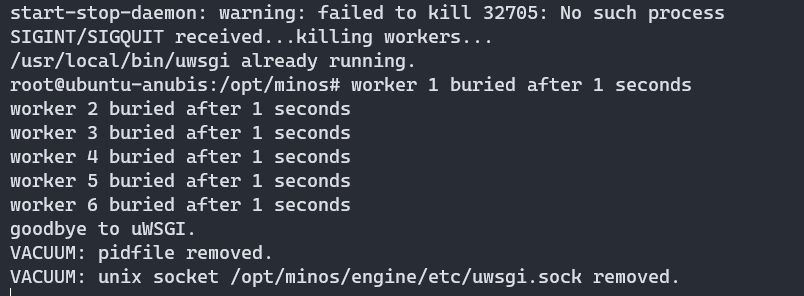 start-stop-daemon: warning: failed to kill 32705: No such process
SIGINT/SIGQUIT received...killing workers...
/usr/local/bin/uwsgi already running.
root@ubuntu-anubis:/opt/minos# worker 1 buried after 1 seconds
worker 2 buried after 1 seconds
worker 3 buried after 1 seconds
worker 4 buried after 1 seconds
worker 5 buried after 1 seconds
worker 6 buried after 1 seconds
goodbye to uWSGI.
VACUUM: pidfile removed.
VACUUM: unix socket /opt/minos/engine/etc/uwsgi.sock removed.